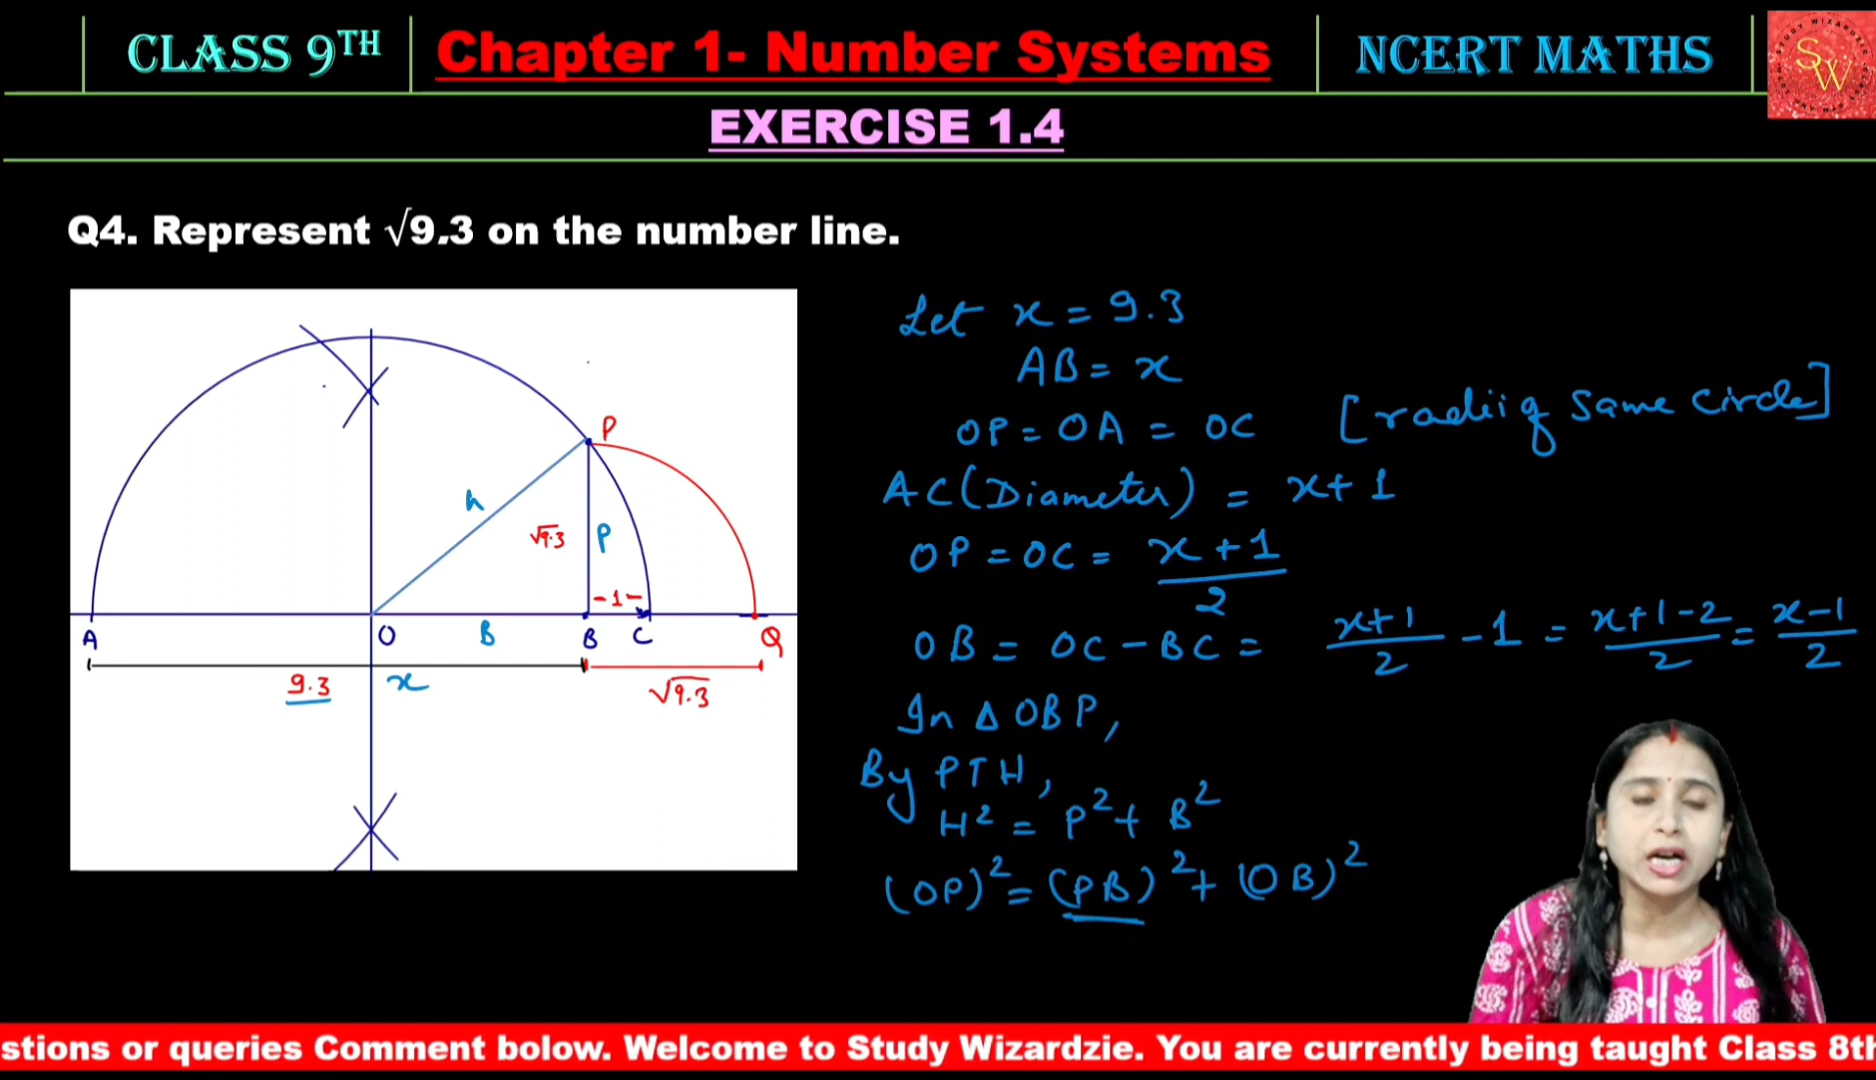 CLASS 9TH
Chapter 1- Number Systems
NCERT MATHS
SW
EXERCISE 1.4
Q4. Represent √9.3 on the number line.
P
h
√9.3
P
-1-
A
O
B
B
C
Q
9.3
x
√9.3
Let x = 9.3
AB = x
OP = OA = OC [radii of same circle]
AC (Diameter) = x+1
OP = OC = x+1/2
OB = OC - BC = x+1/2 - 1 = x+1-2/2 = x-1/2
In Δ OBP,
By PTH,
H² = P² + B²
(OP)² = (PB)² + (OB)²
stions or queries Comment bolow. Welcome to Study Wizardzie. You are currently being taught Class 8th